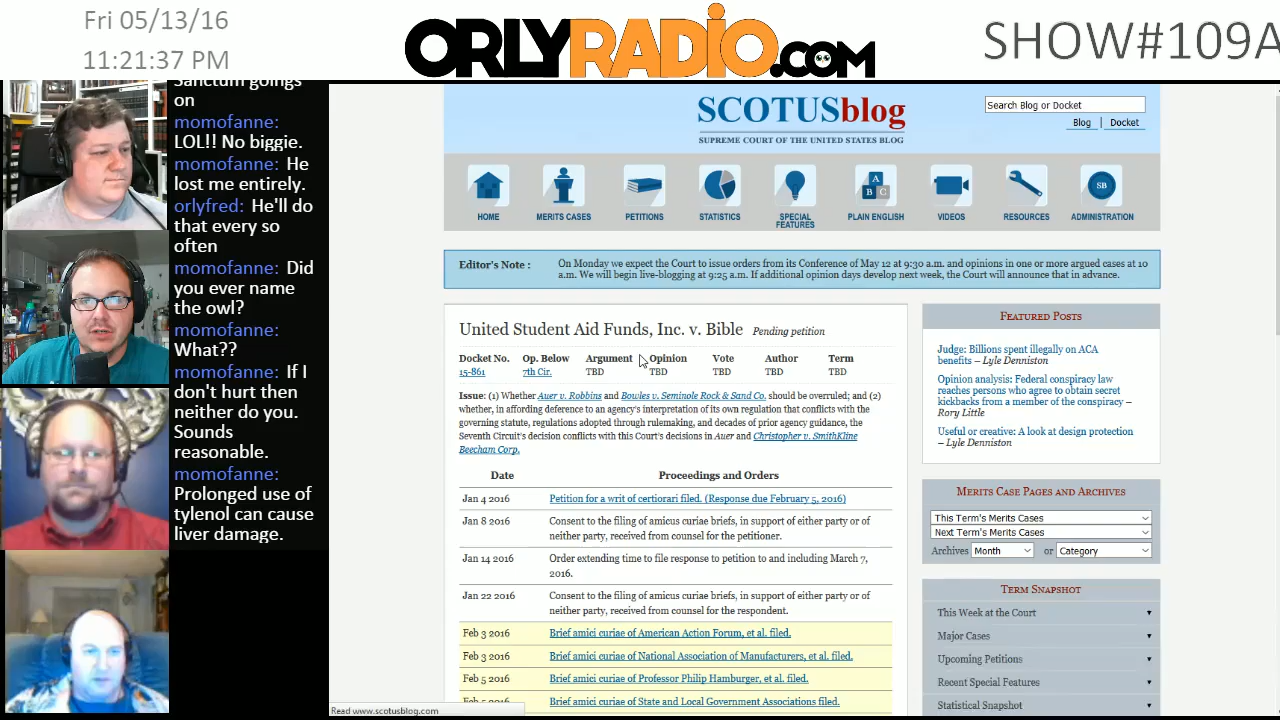 Fri 05/13/16
11:21:37 PM
ORLYRADIO.COM
SHOW#109A
Sanctum goings
on
momofanne:
LOL!! No biggie.
momofanne: He
lost me entirely.
orlyfred: He'll do
that every so
often
momofanne: Did
you ever name
the owl?
momofanne:
What??
momofanne: If I
don't hurt then
neither do you.
Sounds
reasonable.
momofanne:
Prolonged use of
tylenol can cause
liver damage.
SCOTUSblog
SUPREME COURT OF THE UNITED STATES BLOG
Search Blog or Docket
Blog | Docket
HOME
MERITS CASES
PETITIONS
STATISTICS
SPECIAL
FEATURES
A
B C
PLAIN ENGLISH
VIDEOS
RESOURCES
SB
ADMINISTRATION
Editor's Note : On Monday we expect the Court to issue orders from its Conference of May 12 at 9:30 a.m. and opinions in one or more argued cases at 10
a.m. We will begin live-blogging at 9:25 a.m. If additional opinion days develop next week, the Court will announce that in advance.
United Student Aid Funds, Inc. v. Bible Pending petition
Docket No. Op. Below Argument Opinion Vote Author Term
15-861 7th Cir. TBD TBD TBD TBD TBD
Issue: (1) Whether Auer v. Robbins and Bowles v. Seminole Rock & Sand Co. should be overruled; and (2)
whether, in affording deference to an agency's interpretation of its own regulation that conflicts with the
governing statute, regulations adopted through rulemaking, and decades of prior agency guidance, the
Seventh Circuit's decision conflicts with this Court's decisions in Auer and Christopher v. SmithKline
Beecham Corp.
Date Proceedings and Orders
Jan 4 2016 Petition for a writ of certiorari filed. (Response due February 5, 2016)
Jan 8 2016 Consent to the filing of amicus curiae briefs, in support of either party or of
neither party, received from counsel for the petitioner.
Jan 14 2016 Order extending time to file response to petition to and including March 7,
2016.
Jan 22 2016 Consent to the filing of amicus curiae briefs, in support of either party or of
neither party, received from counsel for the respondent.
Feb 3 2016 Brief amici curiae of American Action Forum, et al. filed.
Feb 3 2016 Brief amici curiae of National Association of Manufacturers, et al. filed.
Feb 5 2016 Brief amici curiae of Professor Philip Hamburger, et al. filed.
Feb 5 2016 Brief amici curiae of State and Local Government Associations filed.
Featured Posts
Judge: Billions spent illegally on ACA
benefits – Lyle Denniston
Opinion analysis: Federal conspiracy law
reaches persons who agree to obtain secret
kickbacks from a member of the conspiracy –
Rory Little
Useful or creative: A look at design protection
– Lyle Denniston
Merits Case Pages and Archives
This Term's Merits Cases
Next Term's Merits Cases
Archives Month or Category
Term Snapshot
This Week at the Court
Major Cases
Upcoming Petitions
Recent Special Features
Statistical Snapshot
Read www.scotusblog.com